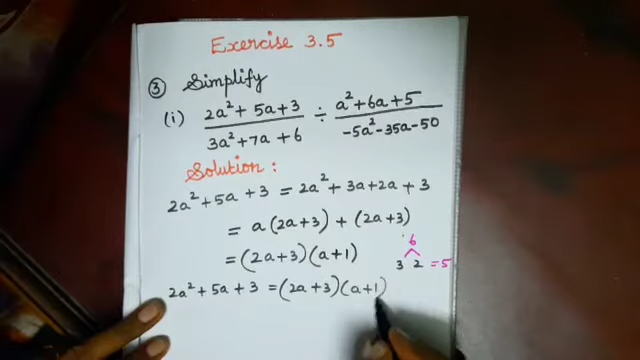 Exercise 3.5
③ Simplify
(i) (2a² + 5a + 3)/(3a² + 7a + 6) ÷ (a² + 6a + 5)/(-5a² - 35a - 50)
Solution :
2a² + 5a + 3 = 2a² + 3a + 2a + 3
= a(2a+3) + (2a+3)
= (2a+3)(a+1)
6
3 2 = 5
2a² + 5a + 3 = (2a+3)(a+1)